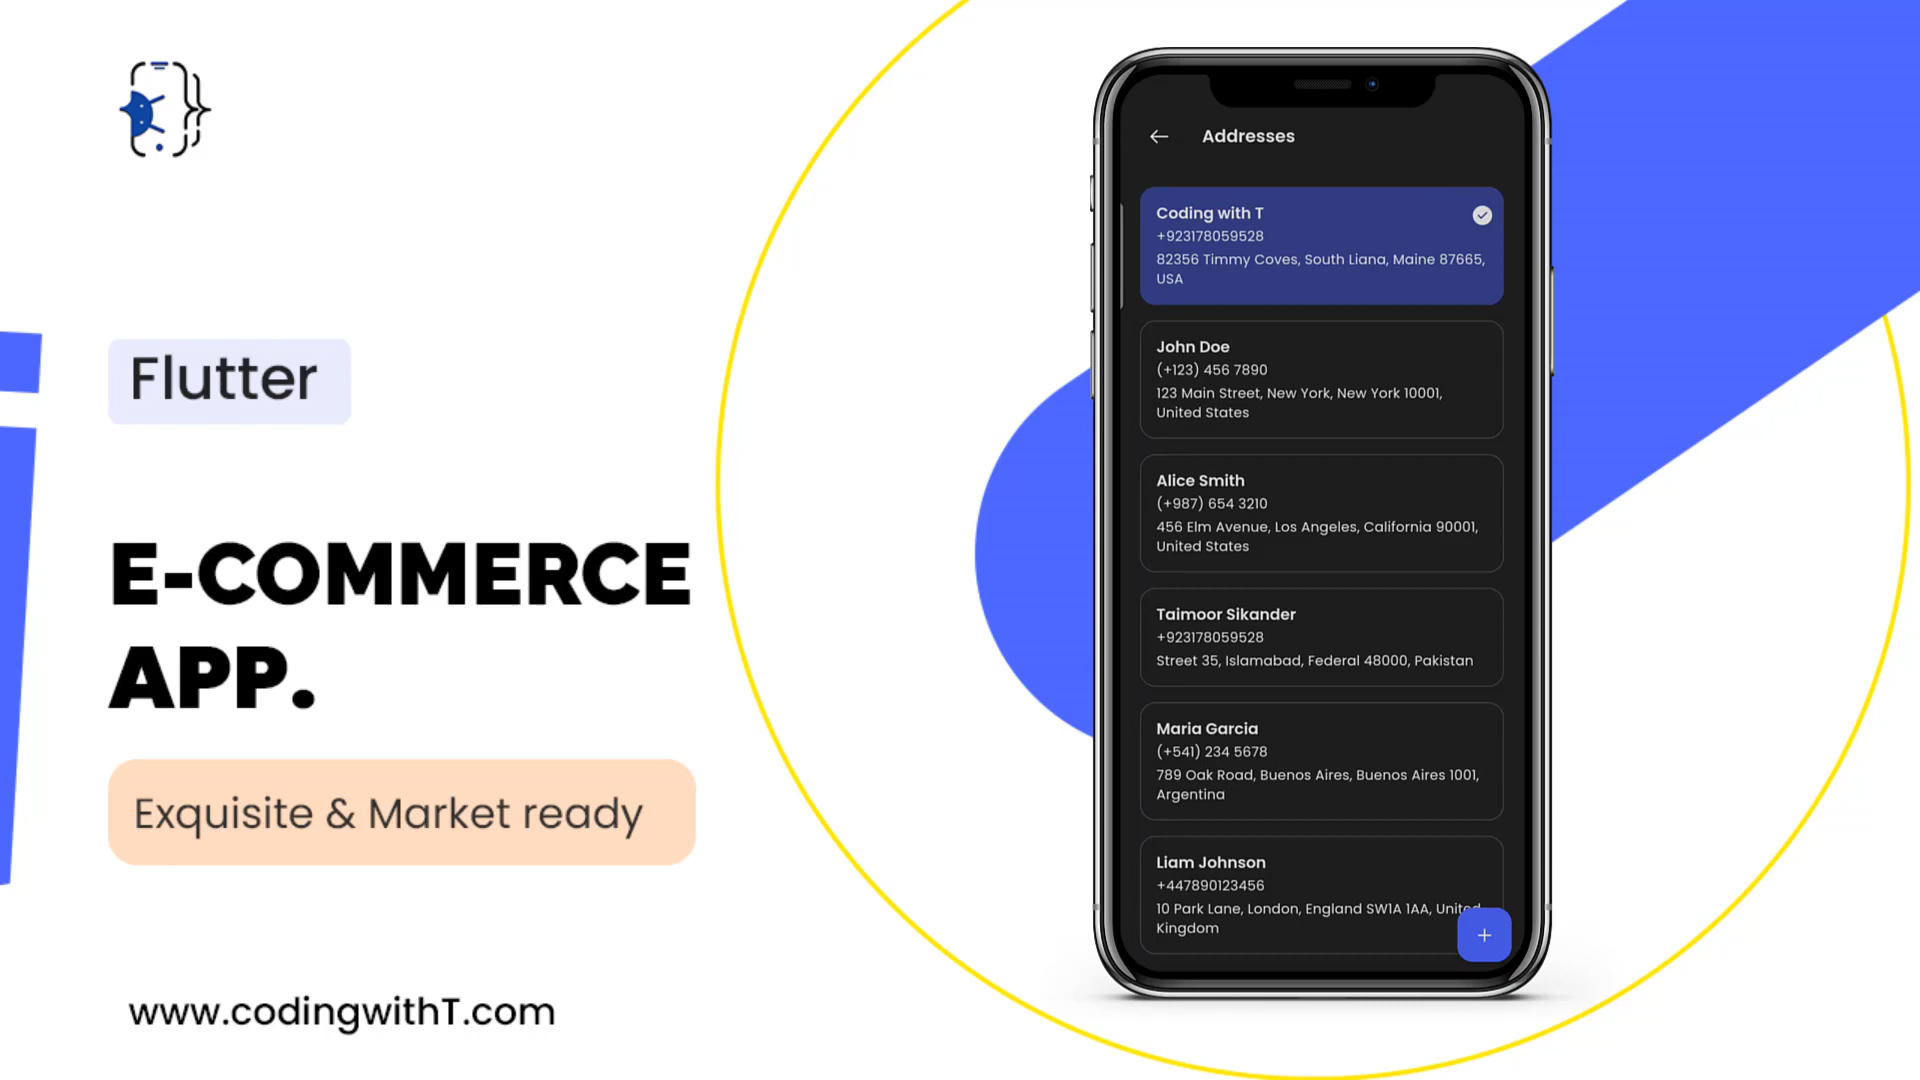 Flutter
E-COMMERCE
APP.
Exquisite & Market ready
www.codingwithT.com
Addresses
Coding with T
+923178059528
82356 Timmy Coves, South Liana, Maine 87665,
USA
John Doe
(+123) 456 7890
123 Main Street, New York, New York 10001,
United States
Alice Smith
(+987) 654 3210
456 Elm Avenue, Los Angeles, California 90001,
United States
Taimoor Sikander
+923178059528
Street 35, Islamabad, Federal 48000, Pakistan
Maria Garcia
(+541) 234 5678
789 Oak Road, Buenos Aires, Buenos Aires 1001,
Argentina
Liam Johnson
+447890123456
10 Park Lane, London, England SW1A 1AA, United
Kingdom